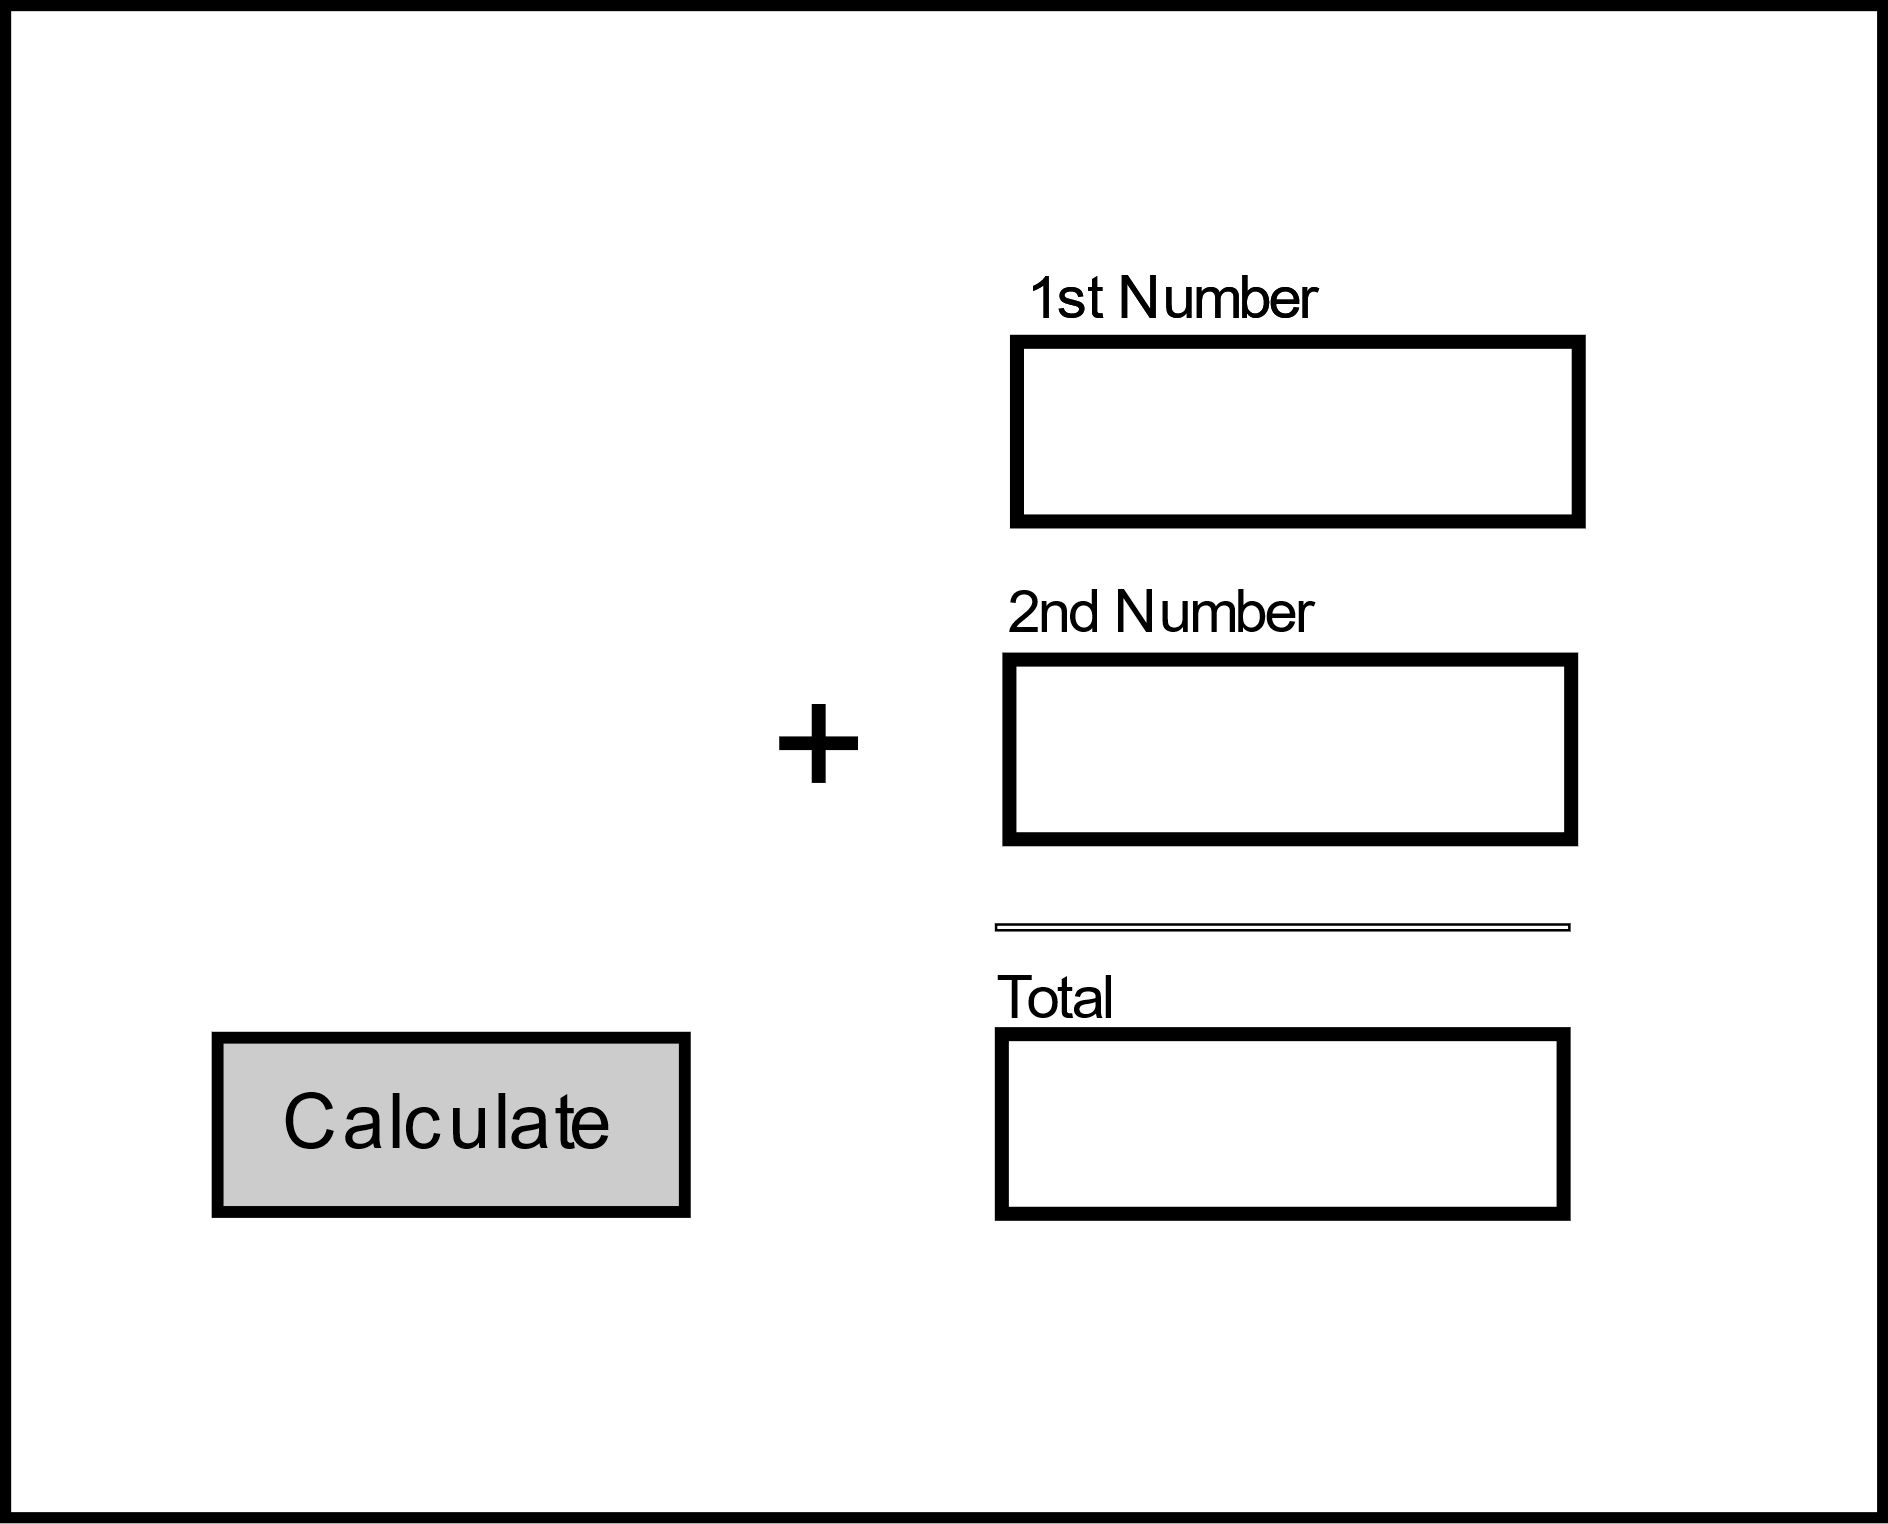 1st Number
2nd Number
+
Total
Calculate